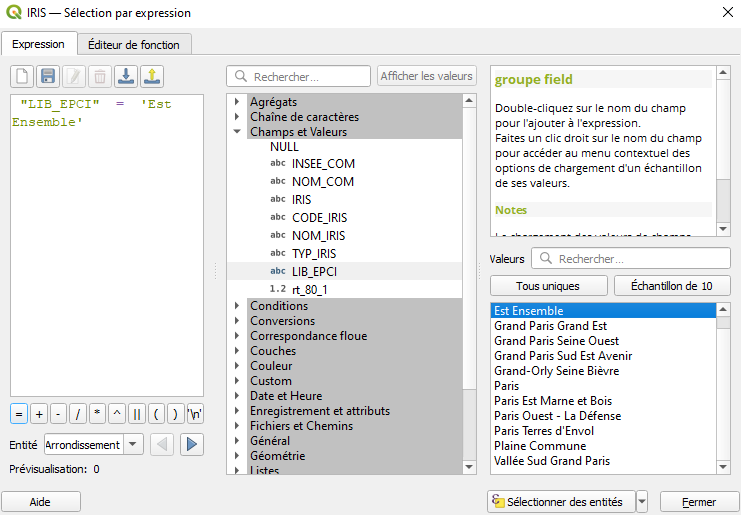 IRIS — Sélection par expression
Expression
Éditeur de fonction
"LIB_EPCI" = 'Est
Ensemble'
= + - / * ^ || ( ) '\n'
Entité
Arrondissement
Prévisualisation: 0
Rechercher...
Afficher les valeurs
Agrégats
Chaîne de caractères
Champs et Valeurs
NULL
abc INSEE_COM
abc NOM_COM
abc IRIS
abc CODE_IRIS
abc NOM_IRIS
abc TYP_IRIS
abc LIB_EPCI
1.2 rt_80_1
Conditions
Conversions
Correspondance floue
Couches
Couleur
Custom
Date et Heure
Enregistrement et attributs
Fichiers et Chemins
Général
Géométrie
Listes
groupe field
Double-cliquez sur le nom du champ
pour l'ajouter à l'expression.
Faites un clic droit sur le nom du champ
pour accéder au menu contextuel des
options de chargement d'un échantillon
de ses valeurs.
Notes
Le chargement des valeurs de champs
Valeurs
Rechercher...
Tous uniques
Échantillon de 10
Est Ensemble
Grand Paris Grand Est
Grand Paris Seine Ouest
Grand Paris Sud Est Avenir
Grand-Orly Seine Bièvre
Paris
Paris Est Marne et Bois
Paris Ouest - La Défense
Paris Terres d'Envol
Plaine Commune
Vallée Sud Grand Paris
Aide
Sélectionner des entités
Fermer